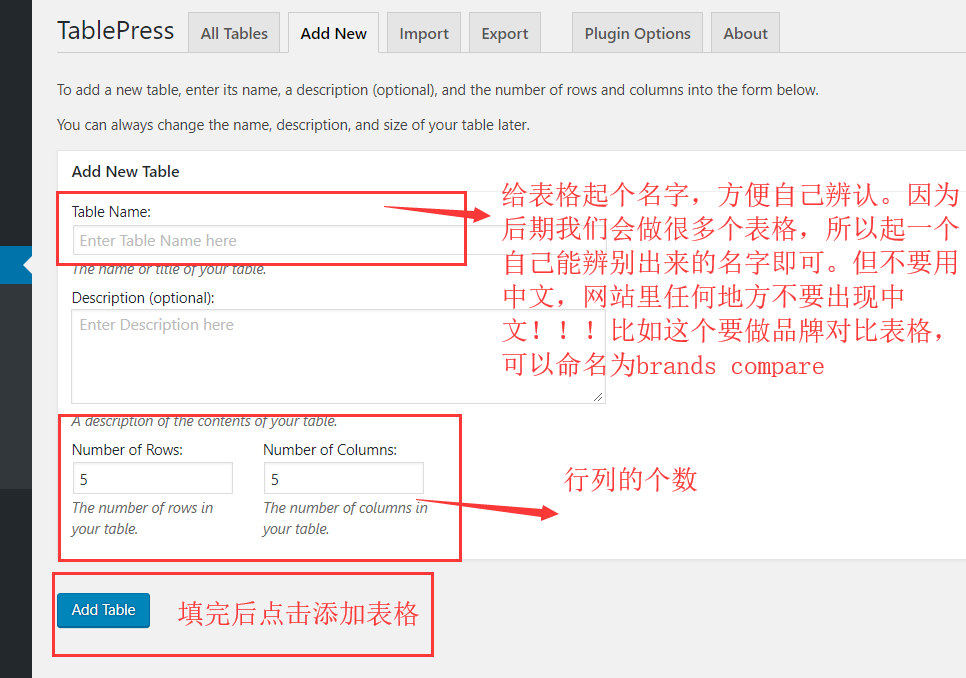 TablePress All Tables Add New Import Export Plugin Options About
To add a new table, enter its name, a description (optional), and the number of rows and columns into the form below.
You can always change the name, description, and size of your table later.
Add New Table
Table Name:
Enter Table Name here
The name or title of your table.
给表格起个名字，方便自己辨认。因为
后期我们会做很多个表格，所以起一个
自己能辨别出来的名字即可。但不要用
中文，网站里任何地方不要出现中
文！！！比如这个要做品牌对比表格，
可以命名为brands compare
Description (optional):
Enter Description here
A description of the contents of your table.
Number of Rows: Number of Columns:
5 5
The number of rows in The number of columns in
your table. your table.
行列的个数
Add Table 填完后点击添加表格